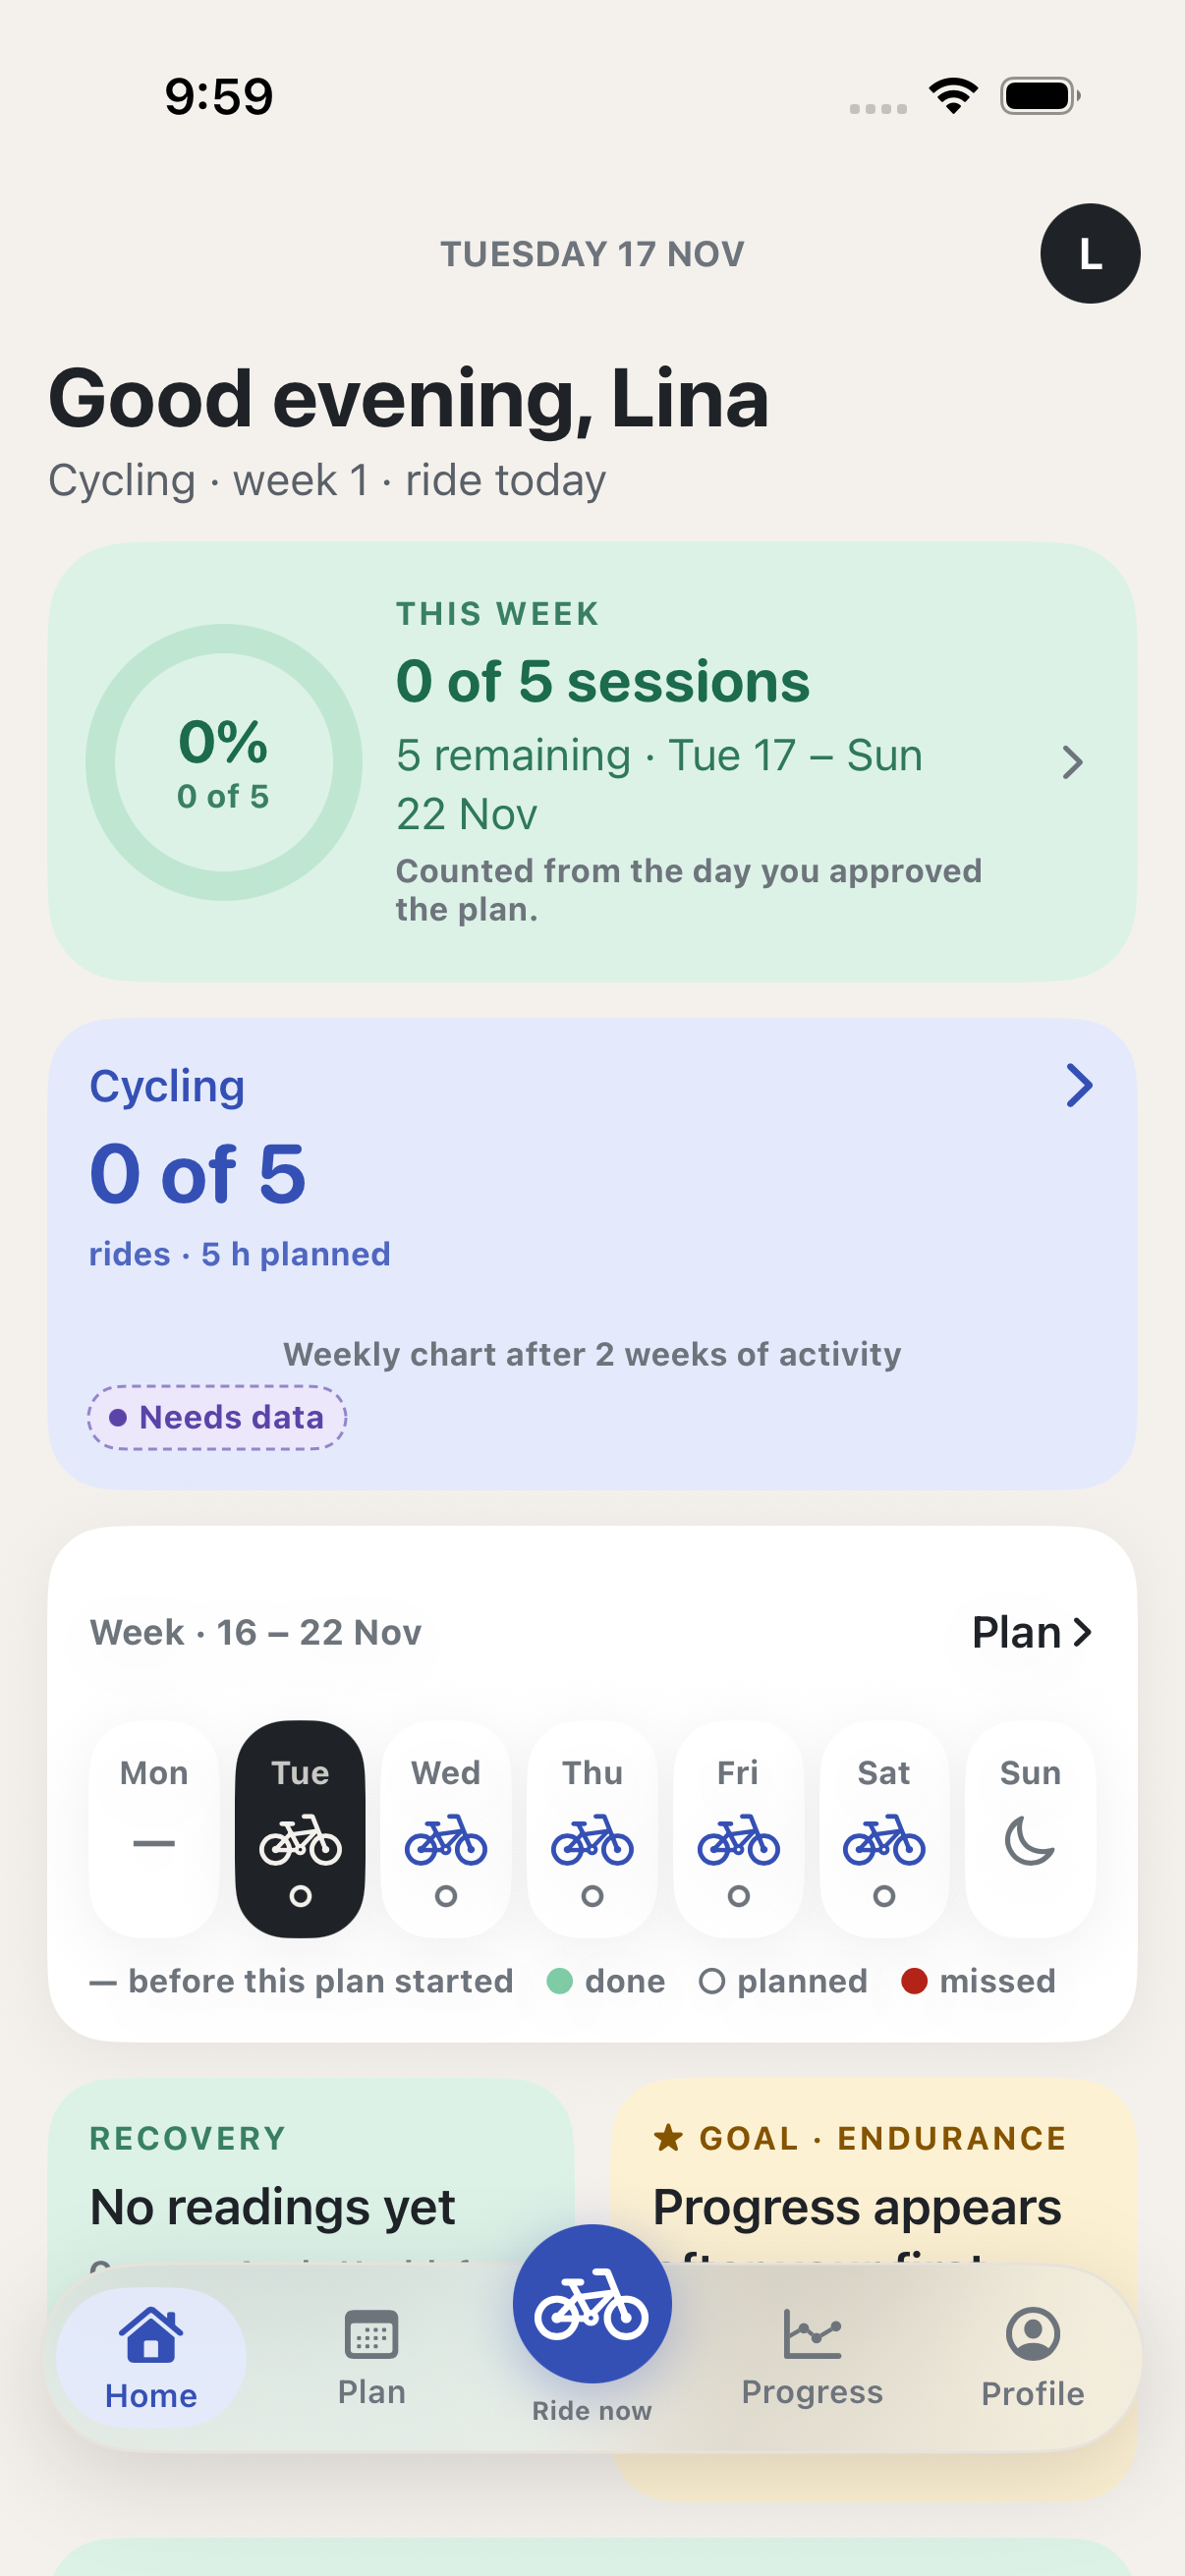 9:59
TUESDAY 17 NOV
L
Good evening, Lina
Cycling · week 1 · ride today
THIS WEEK
0 of 5 sessions
5 remaining · Tue 17 – Sun
22 Nov
Counted from the day you approved
the plan.
0%
0 of 5
Cycling
0 of 5
rides · 5 h planned
Weekly chart after 2 weeks of activity
Needs data
Week · 16 – 22 Nov
Plan
Mon Tue Wed Thu Fri Sat Sun
— before this plan started done planned missed
RECOVERY
No readings yet
GOAL · ENDURANCE
Progress appears
Home
Plan
Ride now
Progress
Profile